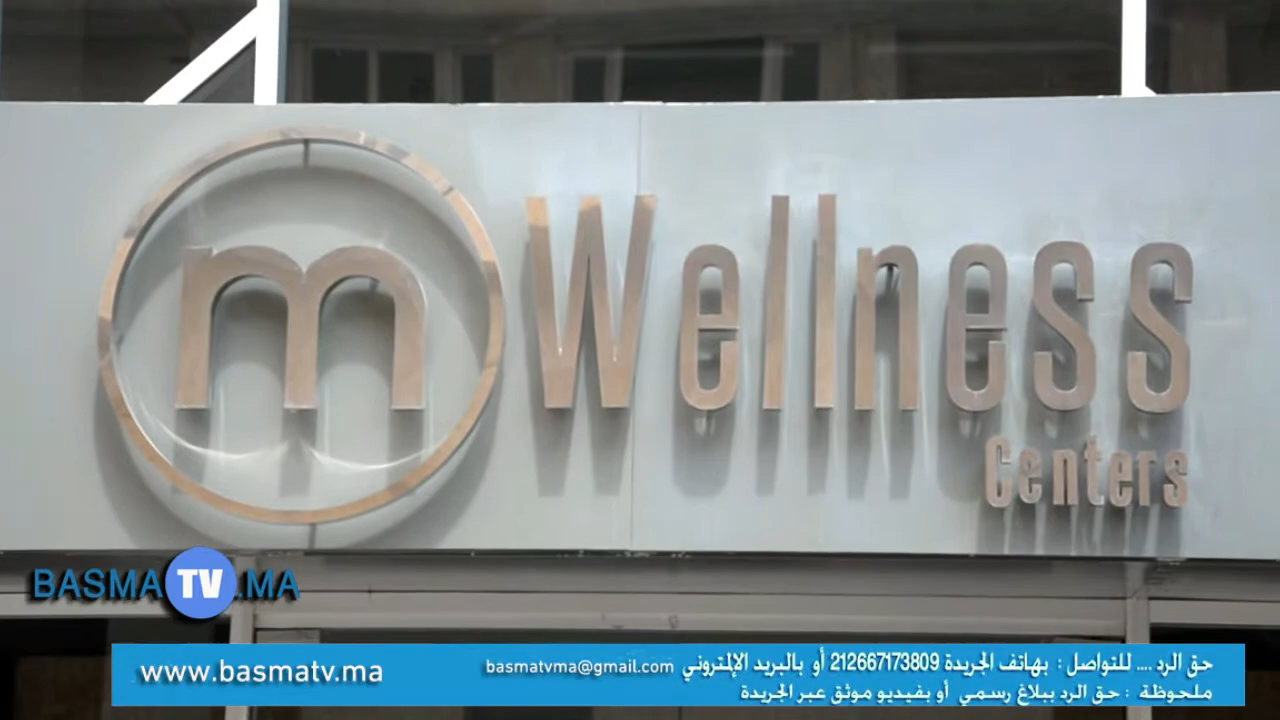 m Wellness
Centers
BASMA TV.MA
www.basmatv.ma
حق الرد .... للتواصل : بهاتف الجريدة 212667173809 أو بالبريد الإلكتروني basmatvma@gmail.com
ملحوظة : حق الرد ببلاغ رسمي أو بفيديو موثق عبر الجريدة